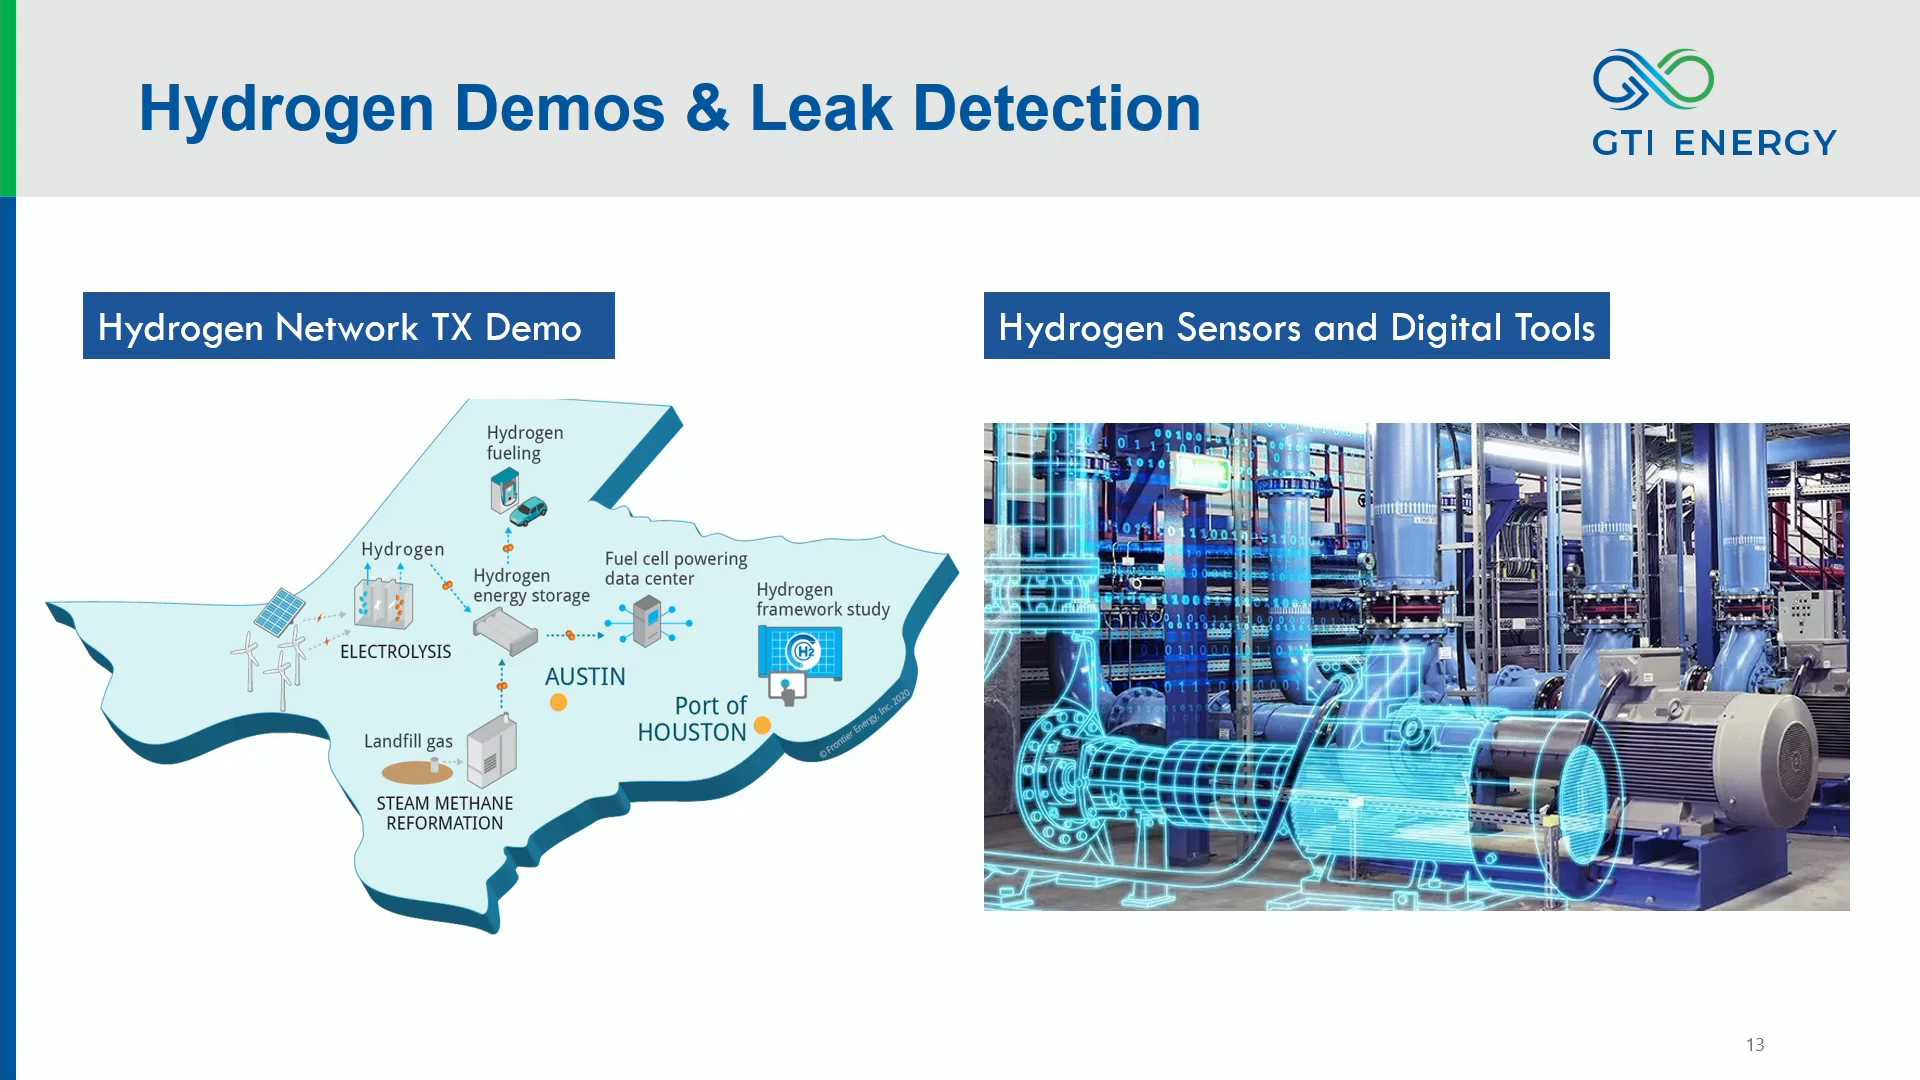 Hydrogen Demos & Leak Detection
GTI ENERGY
Hydrogen Network TX Demo
Hydrogen
fueling
Hydrogen
Hydrogen
energy storage
Fuel cell powering
data center
Hydrogen
framework study
H2
ELECTROLYSIS
AUSTIN
Port of
HOUSTON
Landfill gas
STEAM METHANE
REFORMATION
©Frontier Energy, Inc. 2020
Hydrogen Sensors and Digital Tools
13